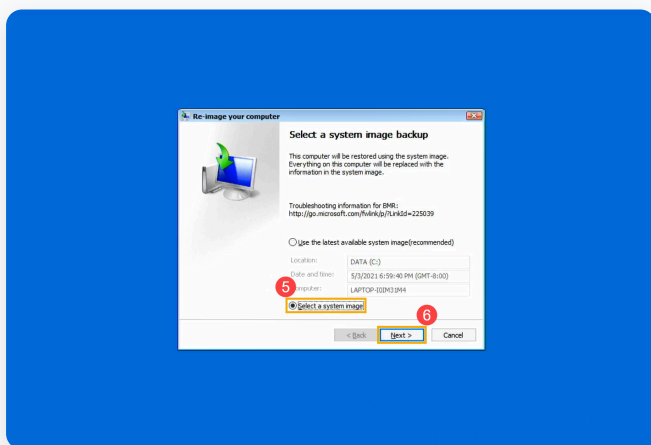 Re-image your computer
Select a system image backup
This computer will be restored using the system image.
Everything on this computer will be replaced with the
information in the system image.
Troubleshooting information for BMR:
http://go.microsoft.com/fwlink/p/?LinkId=225039
Use the latest available system image(recommended)
Location: DATA (C:)
Date and time: 5/3/2021 6:59:40 PM (GMT-8:00)
5
Computer: LAPTOP-I0IM31M4
Select a system image
6
< Back Next > Cancel